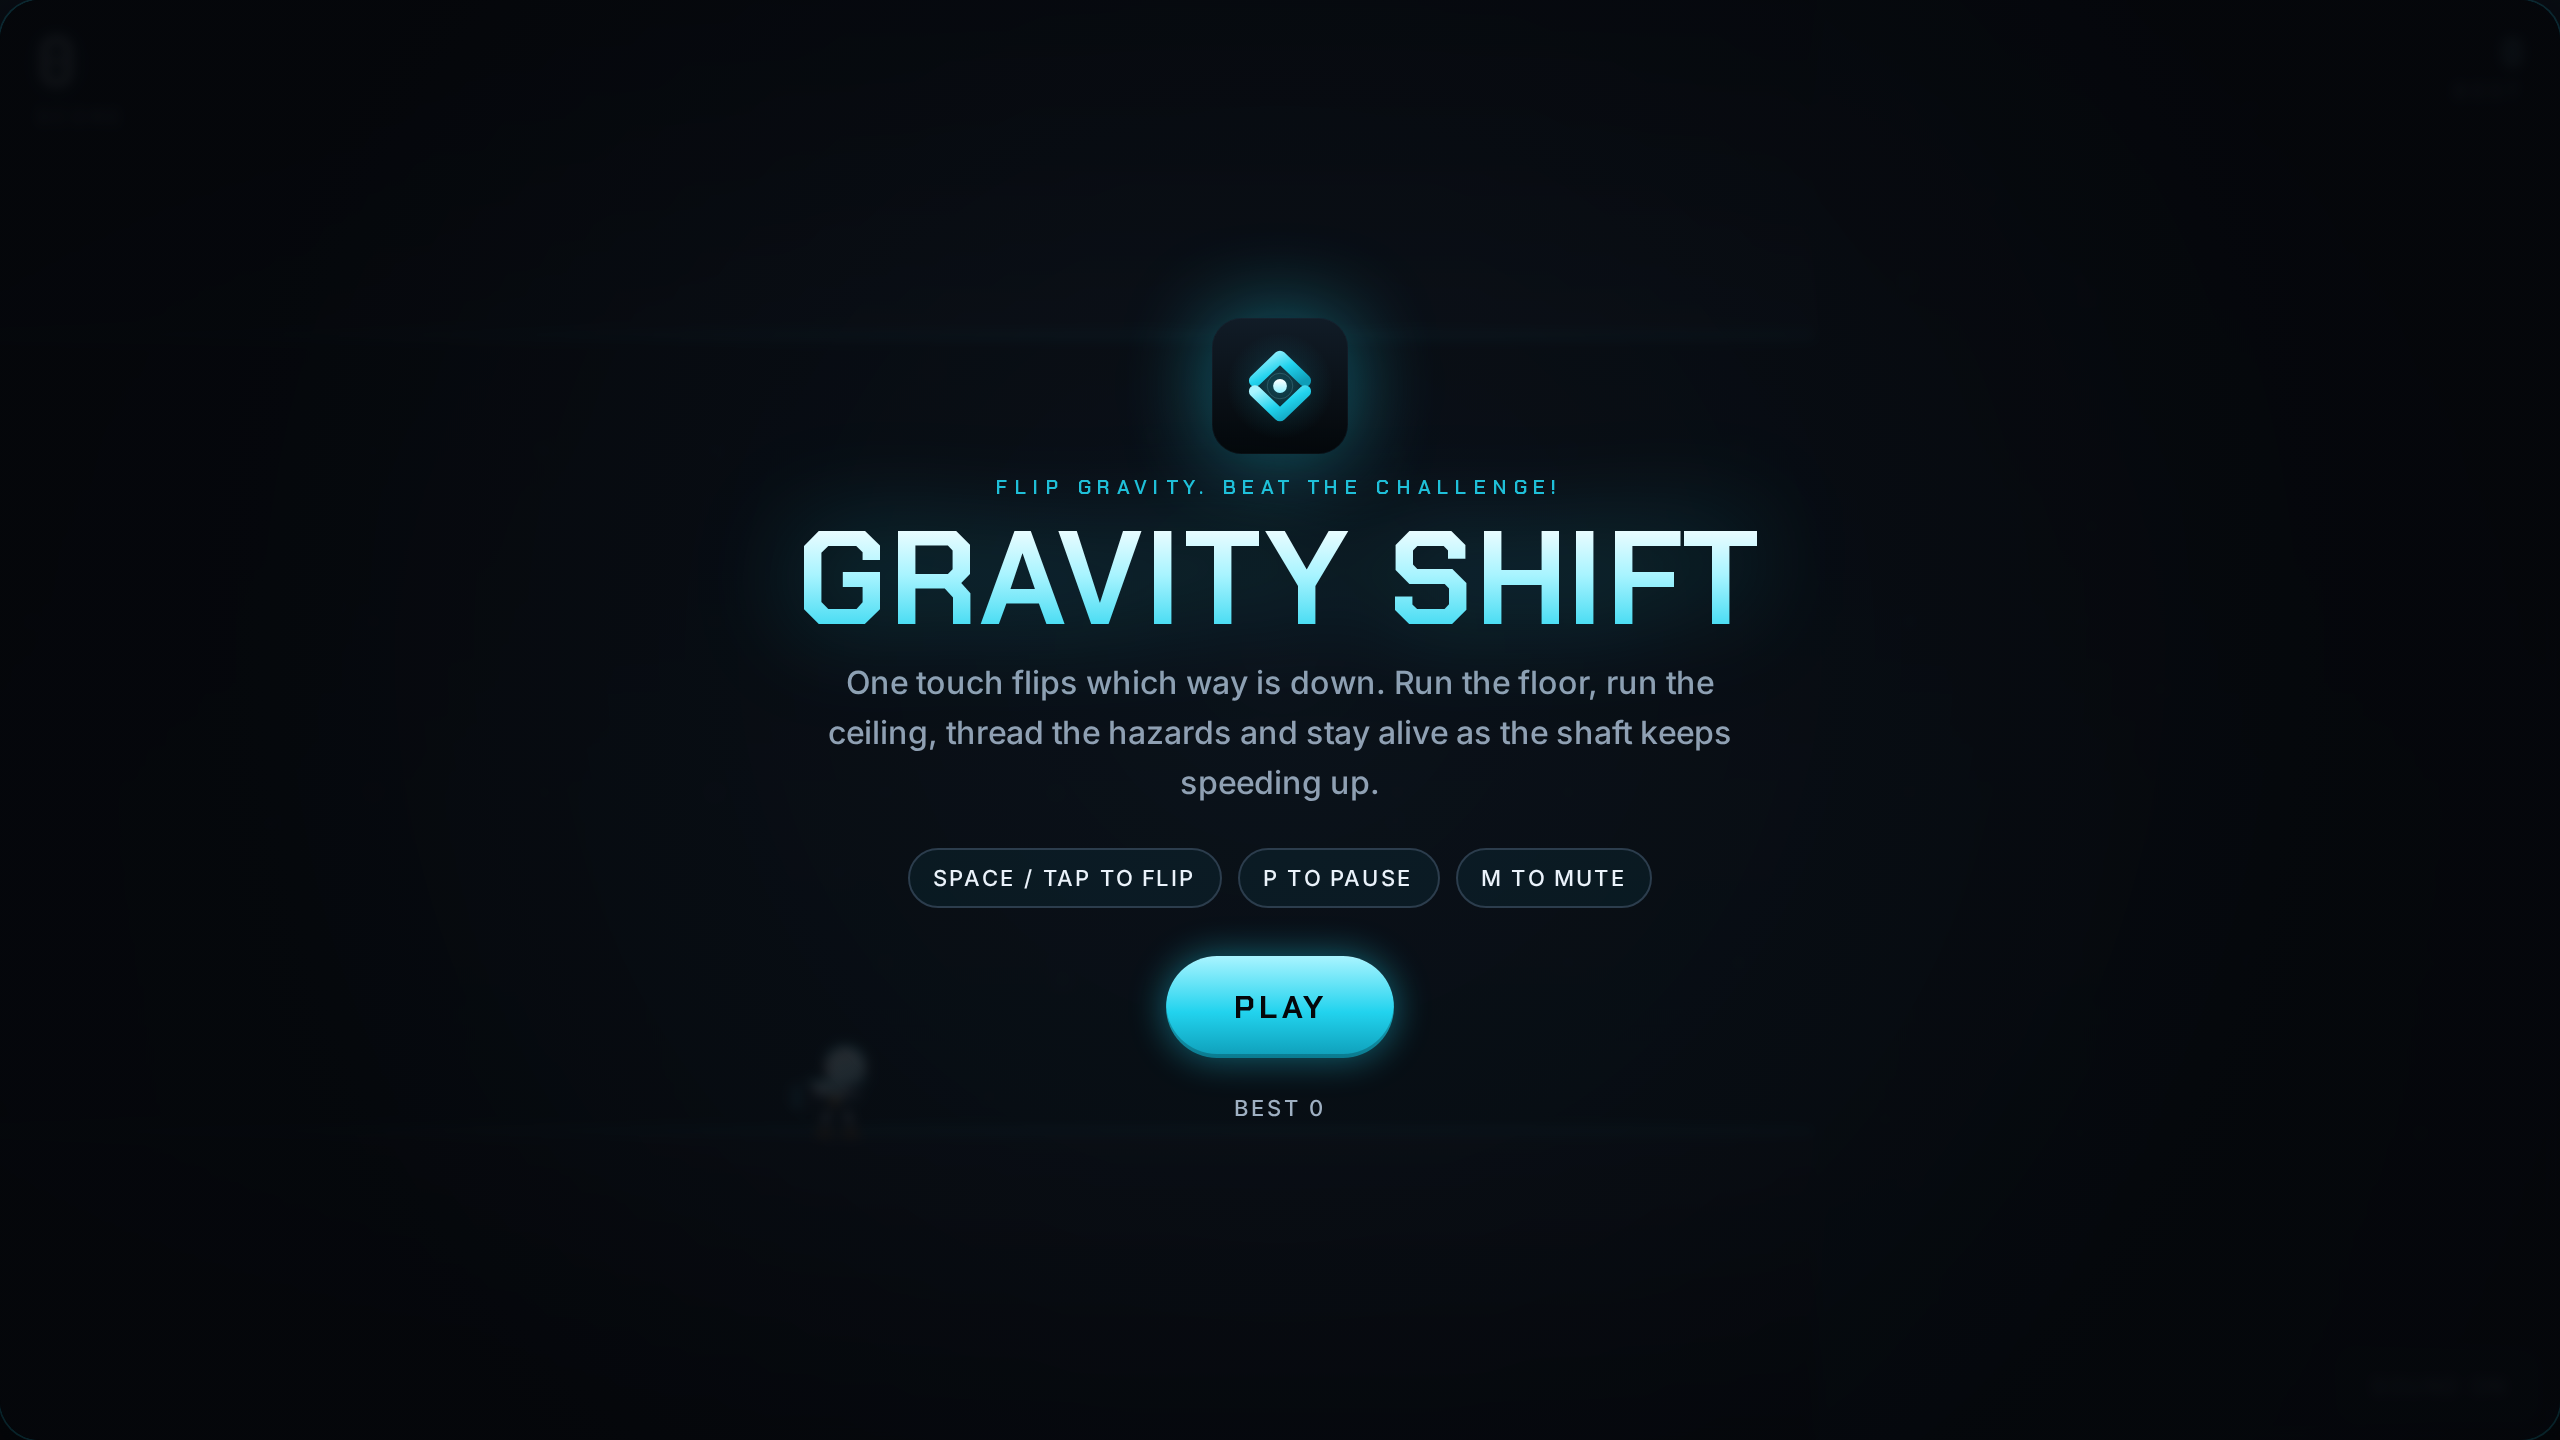 FLIP GRAVITY. BEAT THE CHALLENGE!
GRAVITY SHIFT
One touch flips which way is down. Run the floor, run the
ceiling, thread the hazards and stay alive as the shaft keeps
speeding up.
SPACE / TAP TO FLIP
P TO PAUSE
M TO MUTE
PLAY
BEST 0